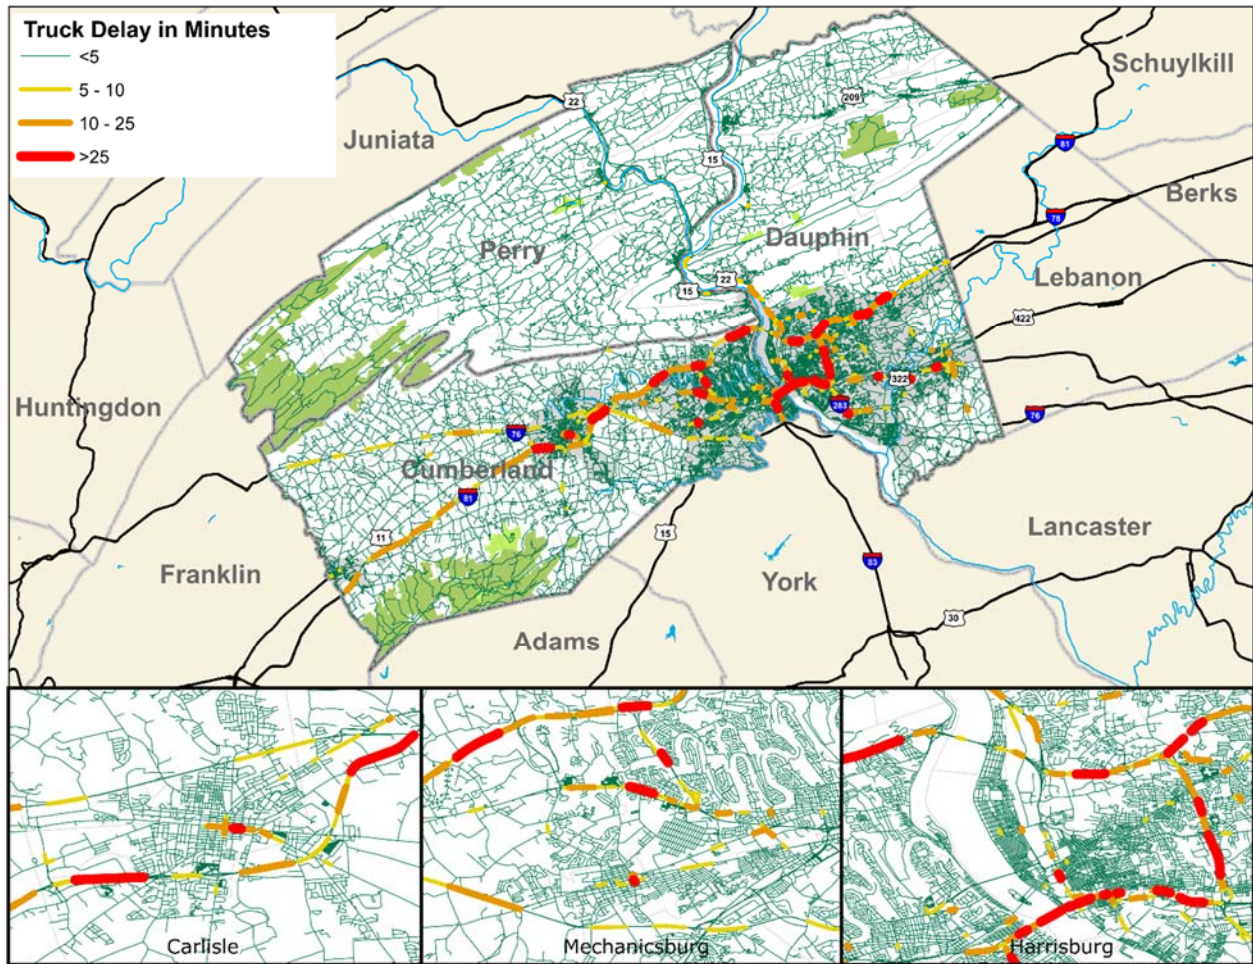 Truck Delay in Minutes
<5
5 - 10
10 - 25
>25
Schuylkill
22
209
Juniata
81
15
Berks
78
Perry
Dauphin
Lebanon
22
15
422
Huntingdon
322
283
76
76
Cumberland
81
11
Lancaster
15
Franklin
York
83
30
Adams
Carlisle
Mechanicsburg
Harrisburg